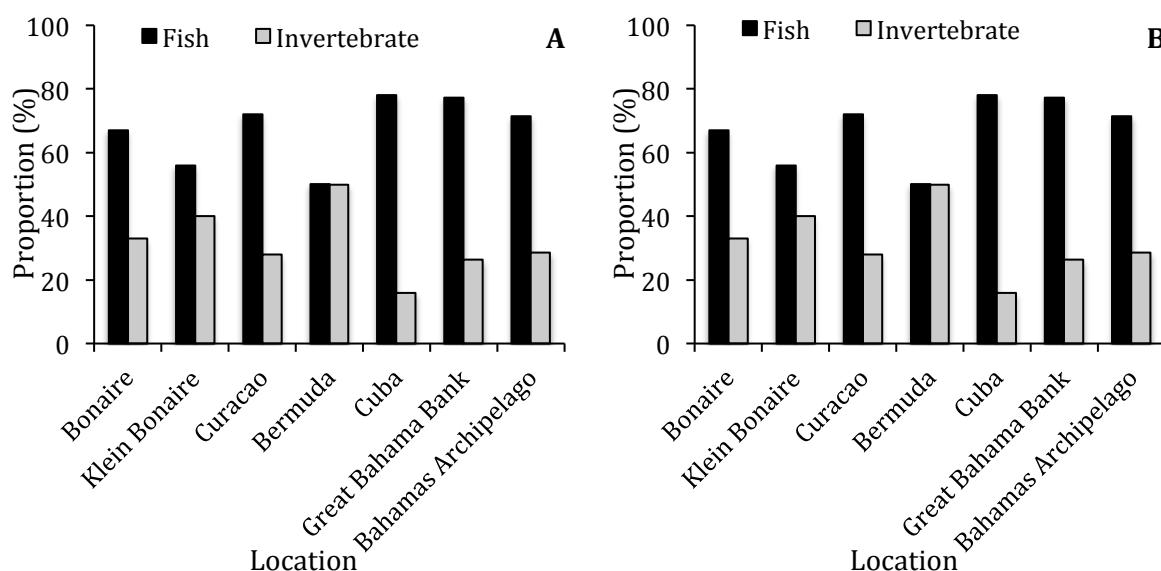 Fish Invertebrate A
100
80
60
40
20
0
Proportion (%)
Bonaire
Klein Bonaire
Curacao
Bermuda
Cuba
Great Bahama Bank
Bahamas Archipelago
Location
Fish Invertebrate B
100
80
60
40
20
0
Proportion (%)
Bonaire
Klein Bonaire
Curacao
Bermuda
Cuba
Great Bahama Bank
Bahamas Archipelago
Location